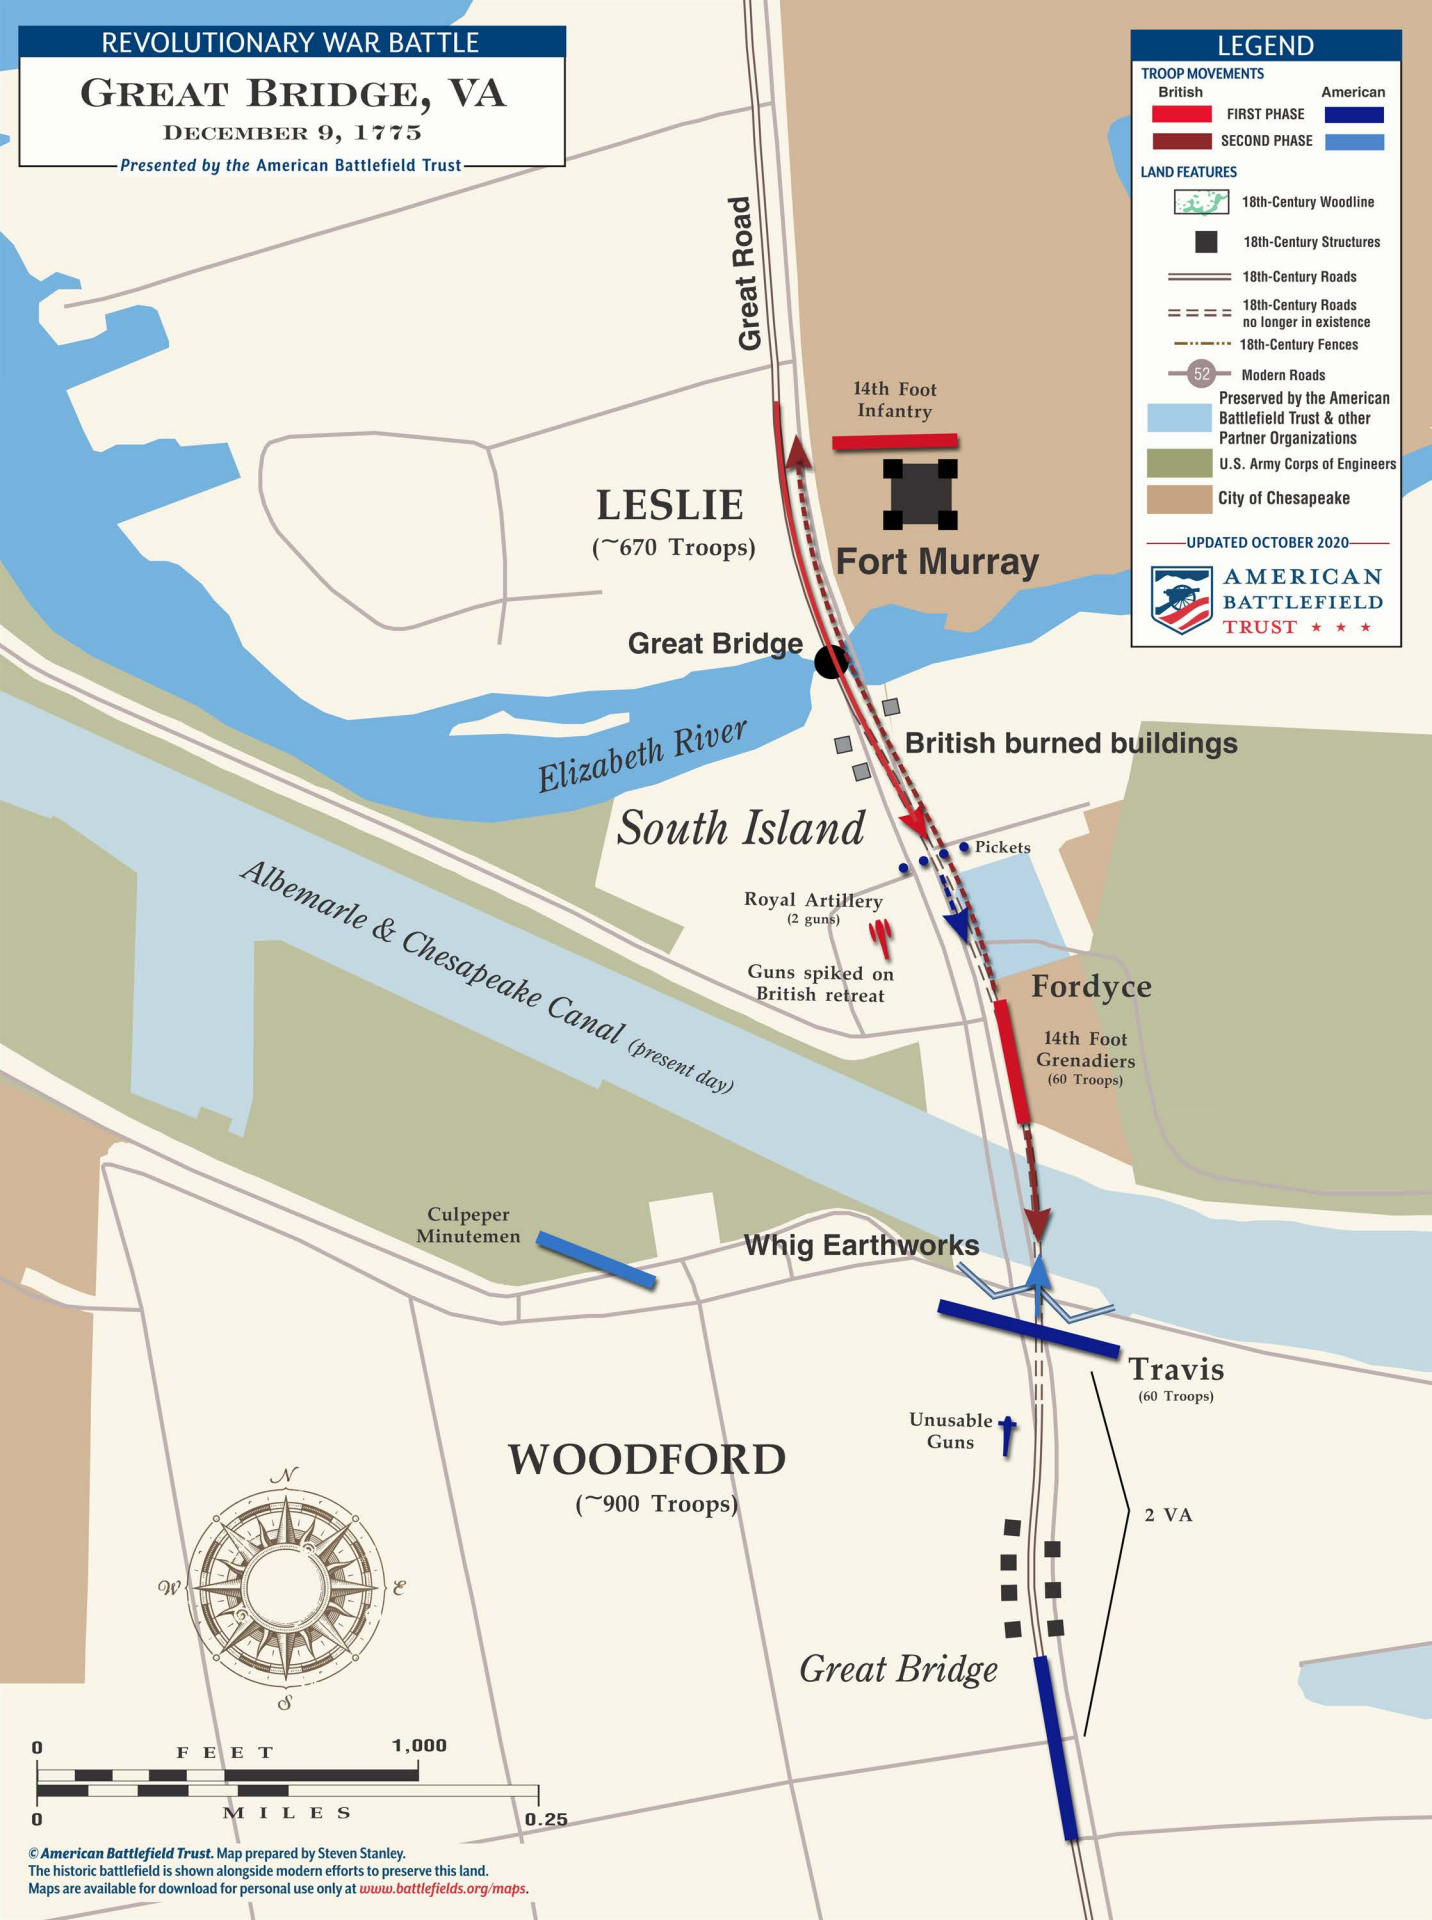 REVOLUTIONARY WAR BATTLE
GREAT BRIDGE, VA
DECEMBER 9, 1775
Presented by the American Battlefield Trust
LEGEND
TROOP MOVEMENTS
British
American
FIRST PHASE
SECOND PHASE
LAND FEATURES
18th-Century Woodline
18th-Century Structures
18th-Century Roads
18th-Century Roads
no longer in existence
18th-Century Fences
52
Modern Roads
Preserved by the American
Battlefield Trust & other
Partner Organizations
U.S. Army Corps of Engineers
City of Chesapeake
UPDATED OCTOBER 2020
AMERICAN
BATTLEFIELD
TRUST
Great Road
14th Foot
Infantry
LESLIE
(~670 Troops)
Fort Murray
Great Bridge
Elizabeth River
British burned buildings
South Island
Pickets
Royal Artillery
(2 guns)
Guns spiked on
British retreat
Albemarle & Chesapeake Canal (present day)
Fordyce
14th Foot
Grenadiers
(60 Troops)
Culpeper
Minutemen
Whig Earthworks
Travis
(60 Troops)
Unusable
Guns
WOODFORD
(~900 Troops)
2 VA
N
W
E
S
Great Bridge
0
FEET
1,000
0
MILES
0.25
© American Battlefield Trust. Map prepared by Steven Stanley.
The historic battlefield is shown alongside modern efforts to preserve this land.
Maps are available for download for personal use only at www.battlefields.org/maps.